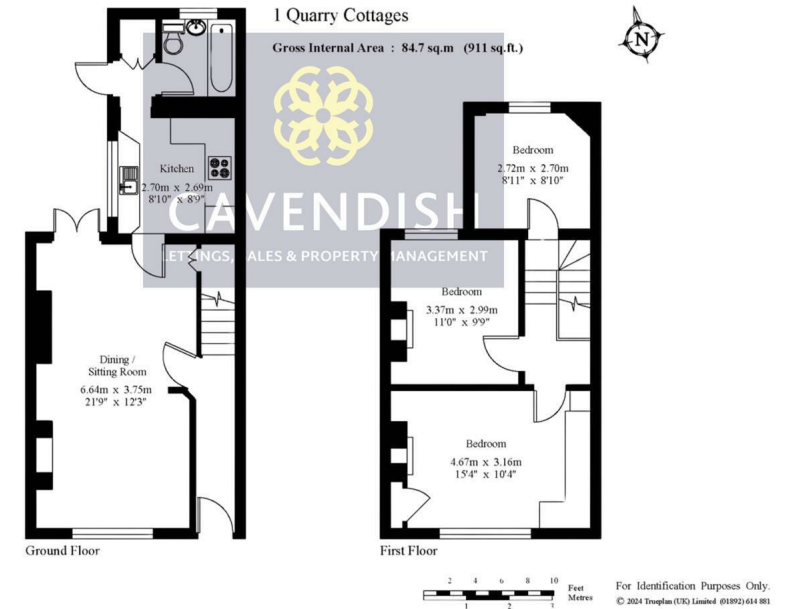 1 Quarry Cottages
Gross Internal Area : 84.7 sq.m (911 sq.ft.)
N
Kitchen
2.70m x 2.69m
8'10" x 8'9"
CAVENDISH
LETTINGS, SALES & PROPERTY MANAGEMENT
Dining /
Sitting Room
6.64m x 3.75m
21'9" x 12'3"
Ground Floor
Bedroom
2.72m x 2.70m
8'11" x 8'10"
Bedroom
3.37m x 2.99m
11'0" x 9'9"
Bedroom
4.67m x 3.16m
15'4" x 10'4"
First Floor
2 4 6 8 10
Feet
Metres
1 2 3
For Identification Purposes Only.
© 2024 Trueplan (UK) Limited (01892) 614 881